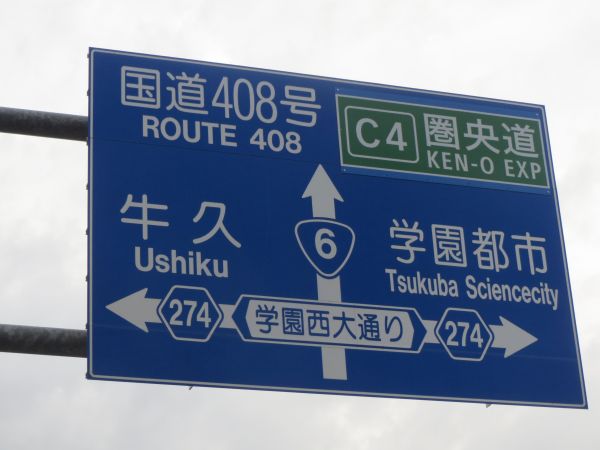 国道408号
ROUTE 408
C4 圏央道
KEN-O EXP
牛久
Ushiku
6
学園都市
Tsukuba Sciencecity
274 学園西大通り 274